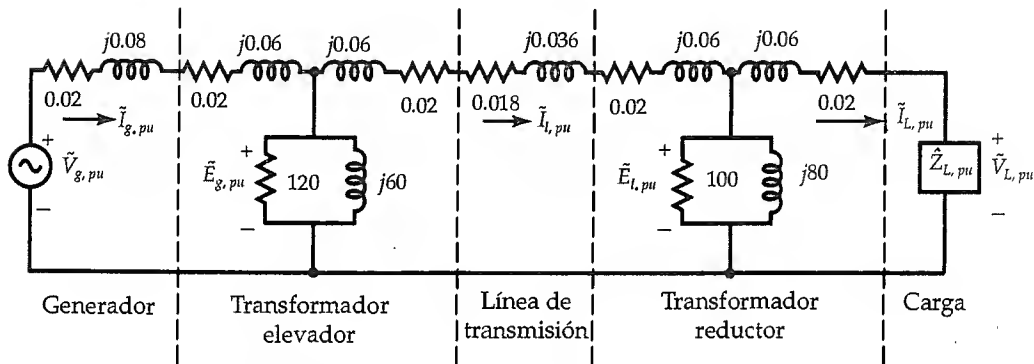 j0.08
j0.06
j0.06
j0.036
j0.06
j0.06
0.02
0.02
0.02
0.018
0.02
0.02
Ĩg, pu
Ĩl, pu
ĨL, pu
+
Ṽg, pu
−
+
Ẽg, pu
−
120
j60
+
Ẽl, pu
−
100
j80
ẐL, pu
+
ṼL, pu
−
Generador
Transformador
elevador
Línea de
transmisión
Transformador
reductor
Carga